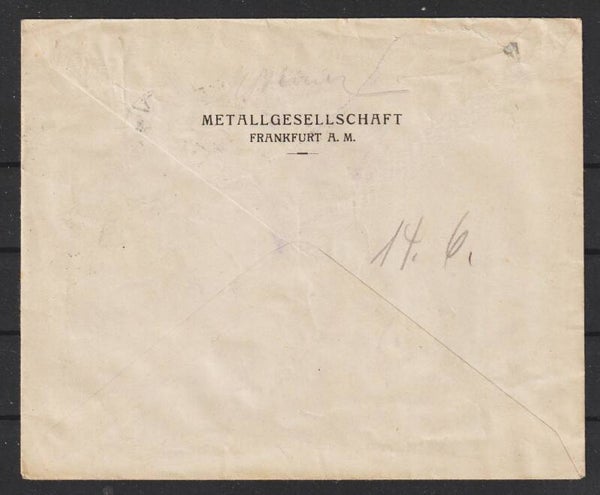 METALLGESELLSCHAFT
FRANKFURT A. M.
14. 6.